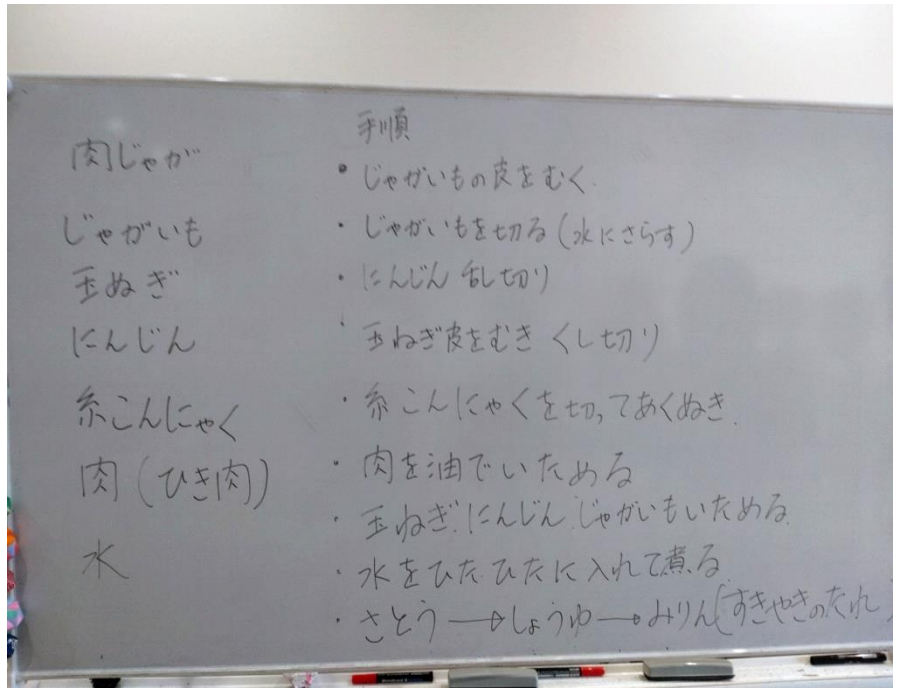 肉じゃが
じゃがいも
玉ぬぎ
にんじん
糸こんにゃく
肉(ひき肉)
水
手順
・じゃがいもの皮をむく
・じゃがいもを切る(水にさらす)
・にんじん 乱切り
・玉ねぎ皮をむき くし切り
・糸こんにゃくを切ってあくぬき
・肉を油でいためる
・玉ねぎ、にんじん、じゃがいもいためる
・水をひたひたに入れて煮る
・さとう→しょうゆ→みりん(すきやきのたれ)